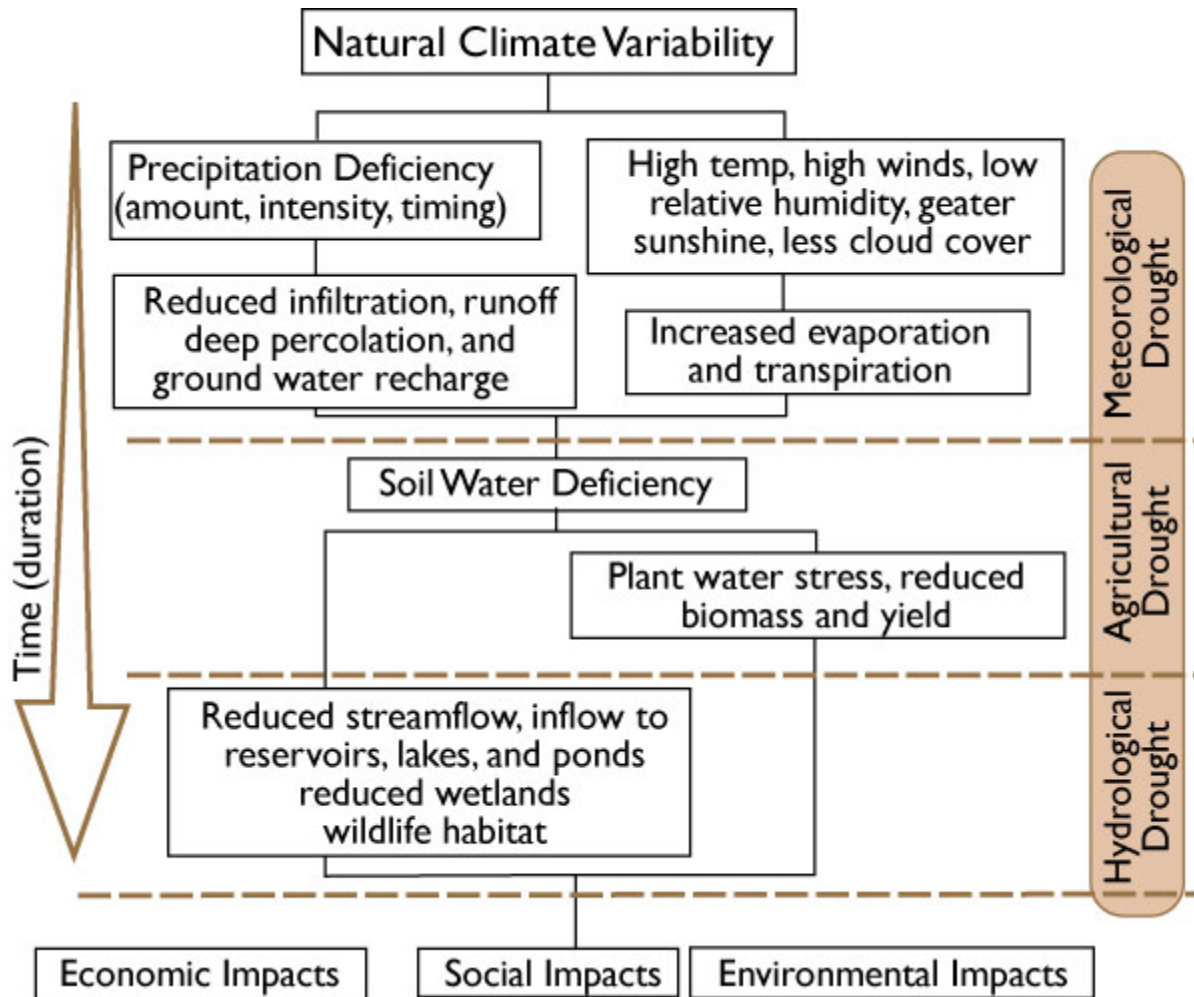 Natural Climate Variability
Precipitation Deficiency
(amount, intensity, timing)
High temp, high winds, low
relative humidity, geater
sunshine, less cloud cover
Reduced infiltration, runoff
deep percolation, and
ground water recharge
Increased evaporation
and transpiration
Meteorological
Drought
Soil Water Deficiency
Plant water stress, reduced
biomass and yield
Agricultural
Drought
Time (duration)
Reduced streamflow, inflow to
reservoirs, lakes, and ponds
reduced wetlands
wildlife habitat
Hydrological
Drought
Economic Impacts
Social Impacts
Environmental Impacts